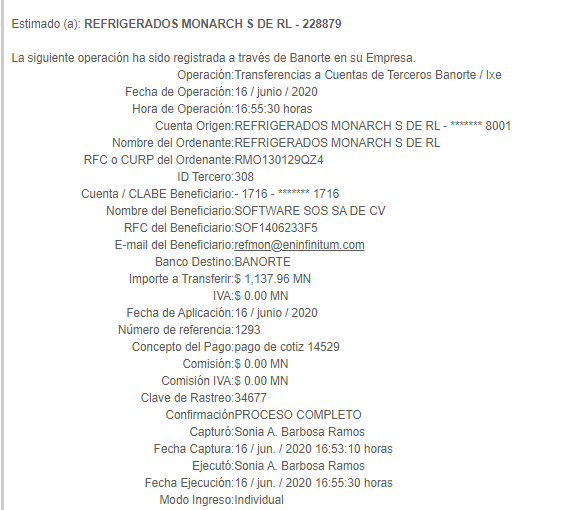 Estimado (a): REFRIGERADOS MONARCH S DE RL - 228879
La siguiente operación ha sido registrada a través de Banorte en su Empresa.
Operación:Transferencias a Cuentas de Terceros Banorte / Ixe
Fecha de Operación:16 / junio / 2020
Hora de Operación:16:55:30 horas
Cuenta Origen:REFRIGERADOS MONARCH S DE RL - ******* 8001
Nombre del Ordenante:REFRIGERADOS MONARCH S DE RL
RFC o CURP del Ordenante:RMO130129QZ4
ID Tercero:308
Cuenta / CLABE Beneficiario:- 1716 - ******* 1716
Nombre del Beneficiario:SOFTWARE SOS SA DE CV
RFC del Beneficiario:SOF1406233F5
E-mail del Beneficiario:refmon@eninfinitum.com
Banco Destino:BANORTE
Importe a Transferir:$ 1,137.96 MN
IVA:$ 0.00 MN
Fecha de Aplicación:16 / junio / 2020
Número de referencia:1293
Concepto del Pago:pago de cotiz 14529
Comisión:$ 0.00 MN
Comisión IVA:$ 0.00 MN
Clave de Rastreo:34677
ConfirmaciónPROCESO COMPLETO
Capturó:Sonia A. Barbosa Ramos
Fecha Captura:16 / jun. / 2020 16:53:10 horas
Ejecutó:Sonia A. Barbosa Ramos
Fecha Ejecución:16 / jun. / 2020 16:55:30 horas
Modo Ingreso:Individual